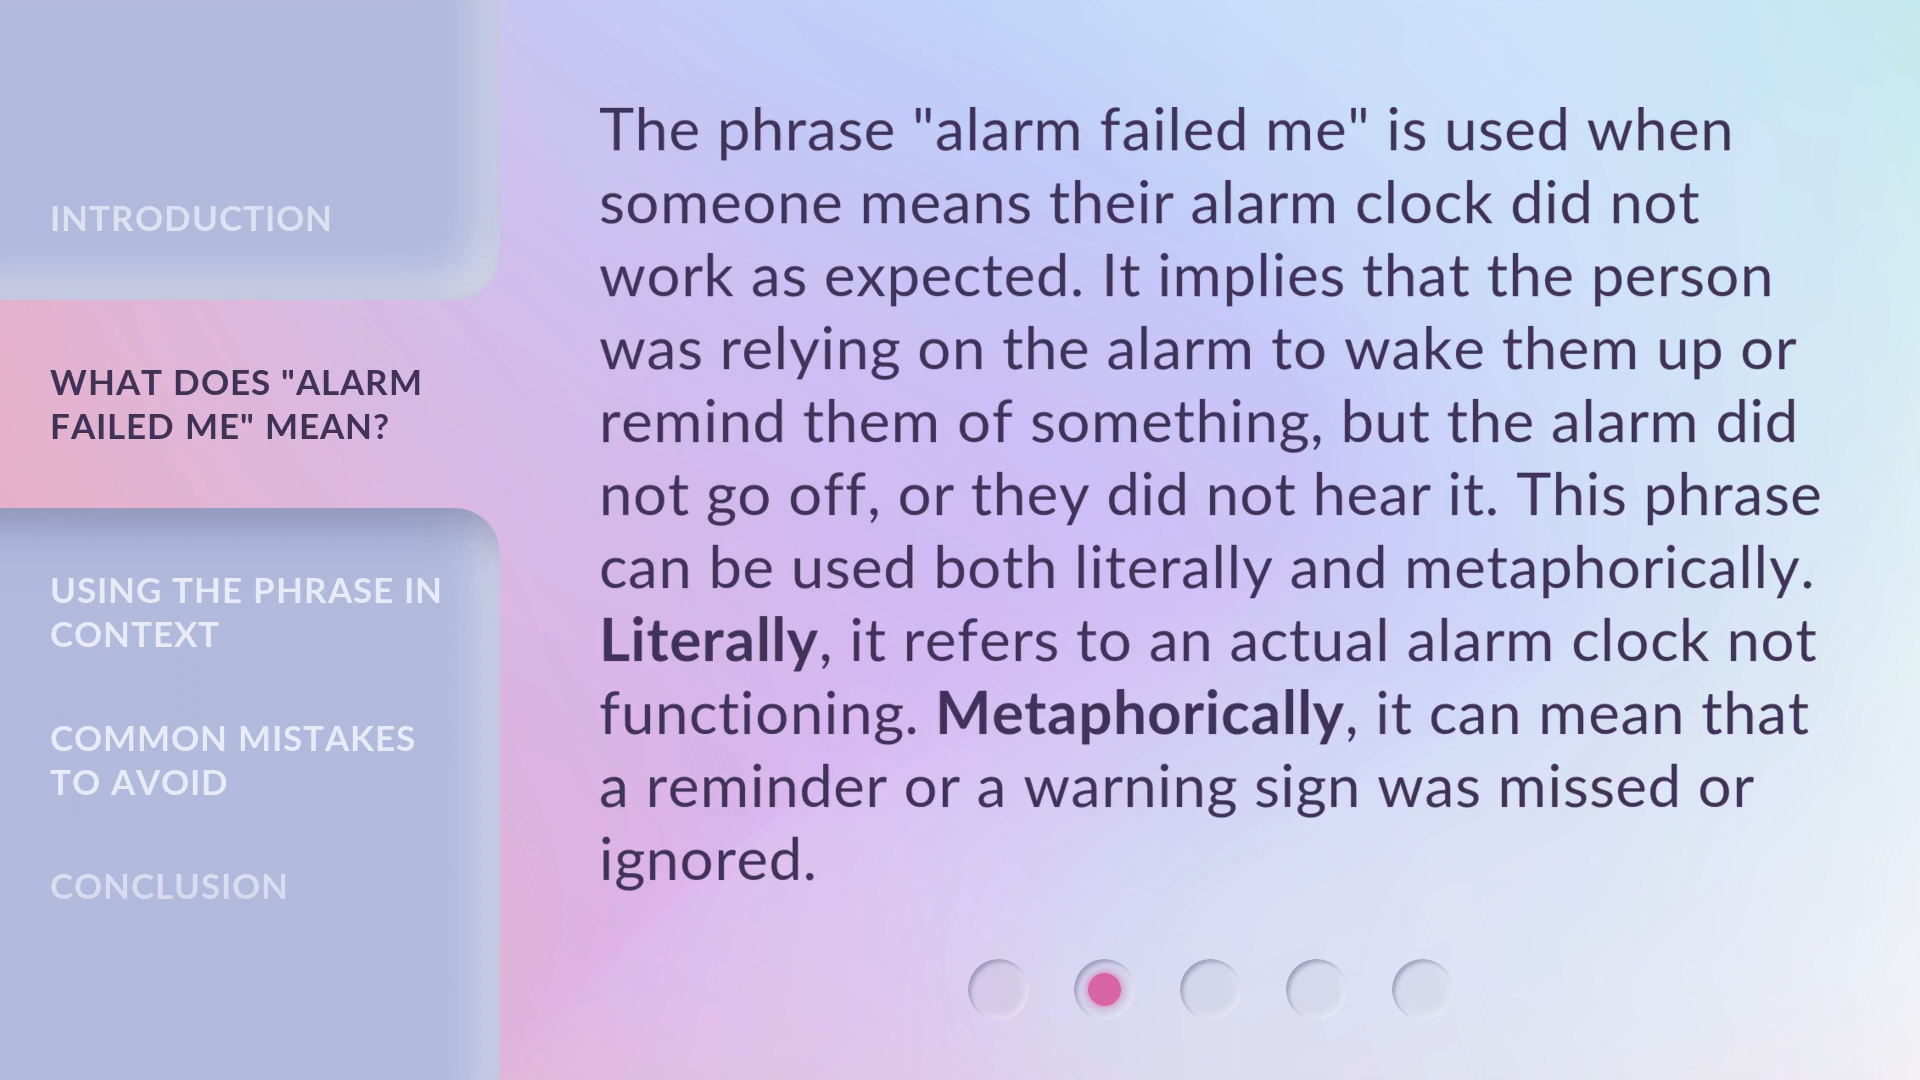 INTRODUCTION
WHAT DOES "ALARM
FAILED ME" MEAN?
USING THE PHRASE IN
CONTEXT
COMMON MISTAKES
TO AVOID
CONCLUSION
The phrase "alarm failed me" is used when
someone means their alarm clock did not
work as expected. It implies that the person
was relying on the alarm to wake them up or
remind them of something, but the alarm did
not go off, or they did not hear it. This phrase
can be used both literally and metaphorically.
Literally, it refers to an actual alarm clock not
functioning. Metaphorically, it can mean that
a reminder or a warning sign was missed or
ignored.